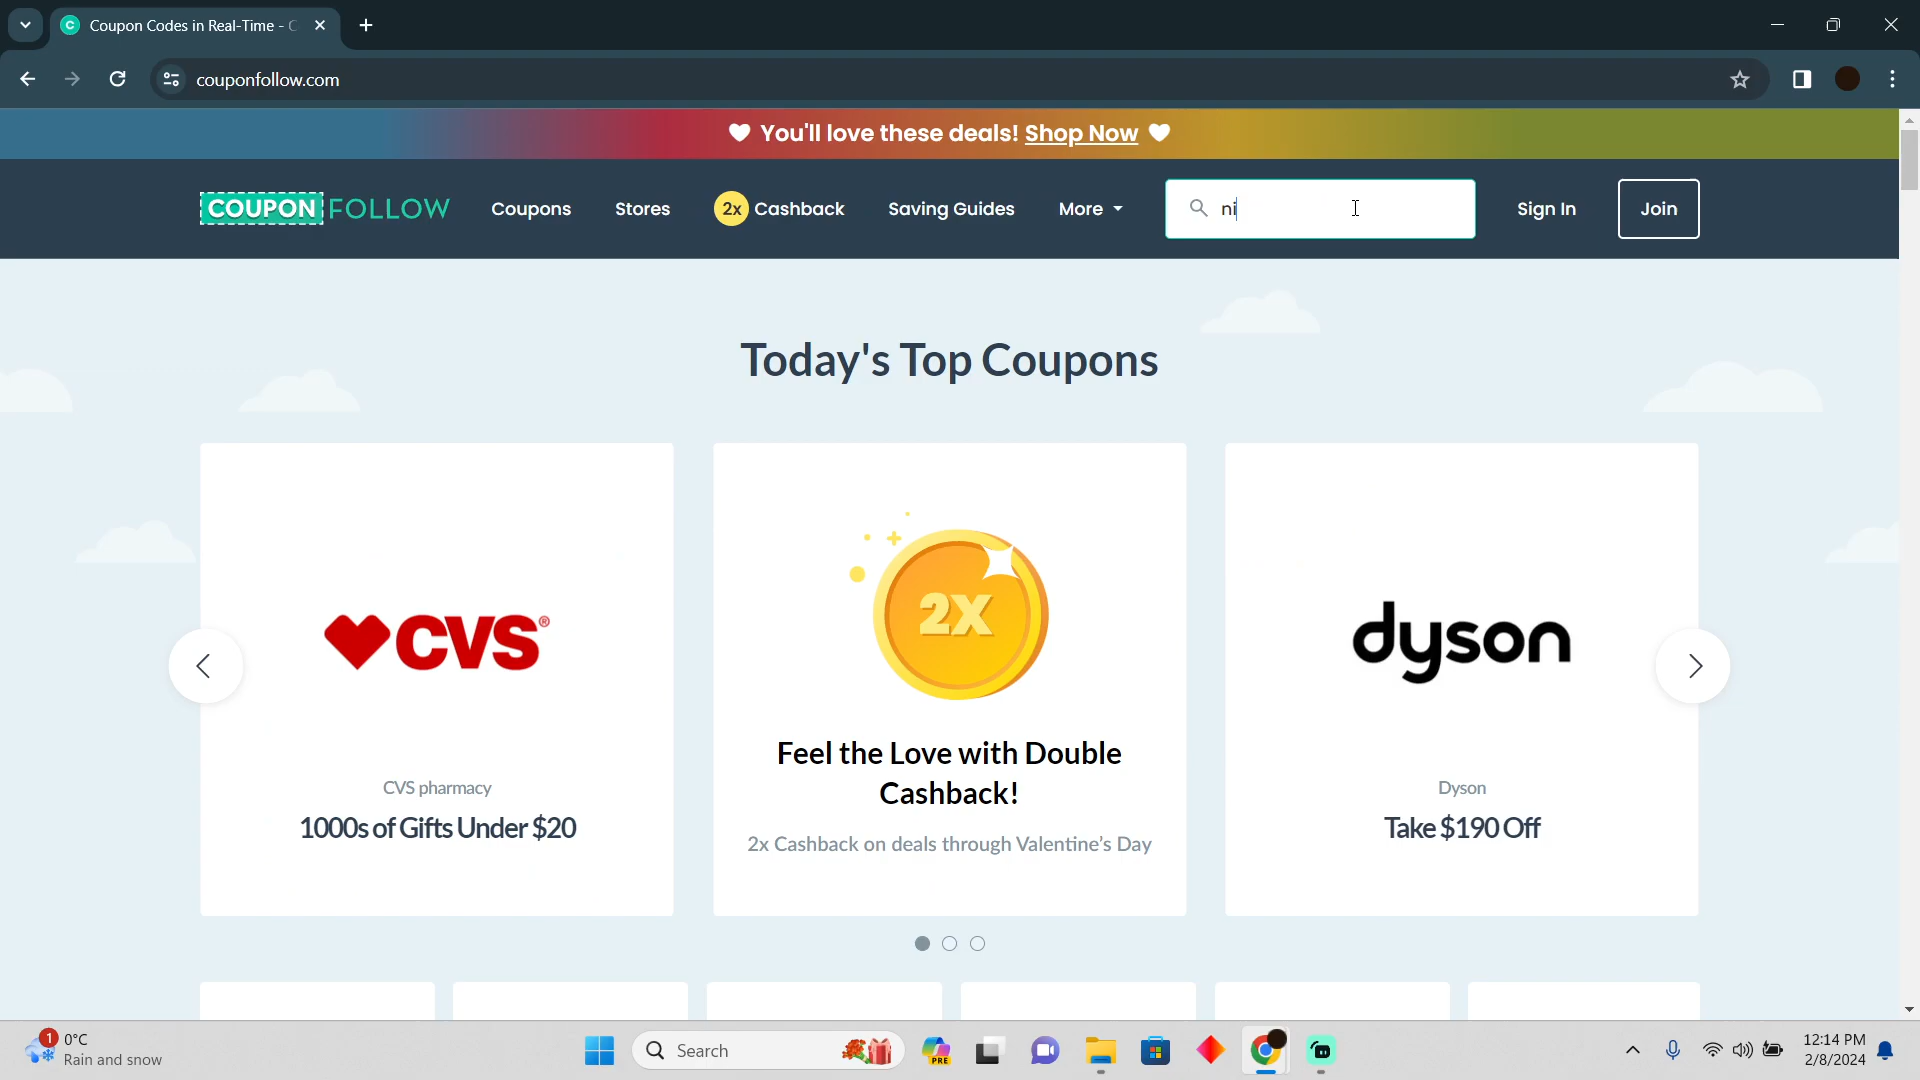 Coupon Codes in Real-Time - C
couponfollow.com
You'll love these deals! Shop Now
COUPONFOLLOW
Coupons
Stores
2x Cashback
Saving Guides
More
ni
Sign In
Join
Today's Top Coupons
CVS®
CVS pharmacy
1000s of Gifts Under $20
2X
Feel the Love with Double
Cashback!
2x Cashback on deals through Valentine's Day
dyson
Dyson
Take $190 Off
1
0°C
Rain and snow
Search
PRE
12:14 PM
2/8/2024